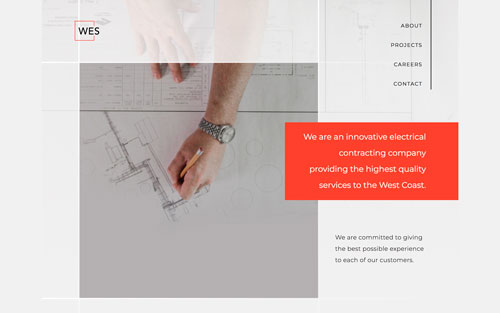 WES
ABOUT
PROJECTS
CAREERS
CONTACT
We are an innovative electrical
contracting company
providing the highest quality
services to the West Coast.
We are committed to giving
the best possible experience
to each of our customers.